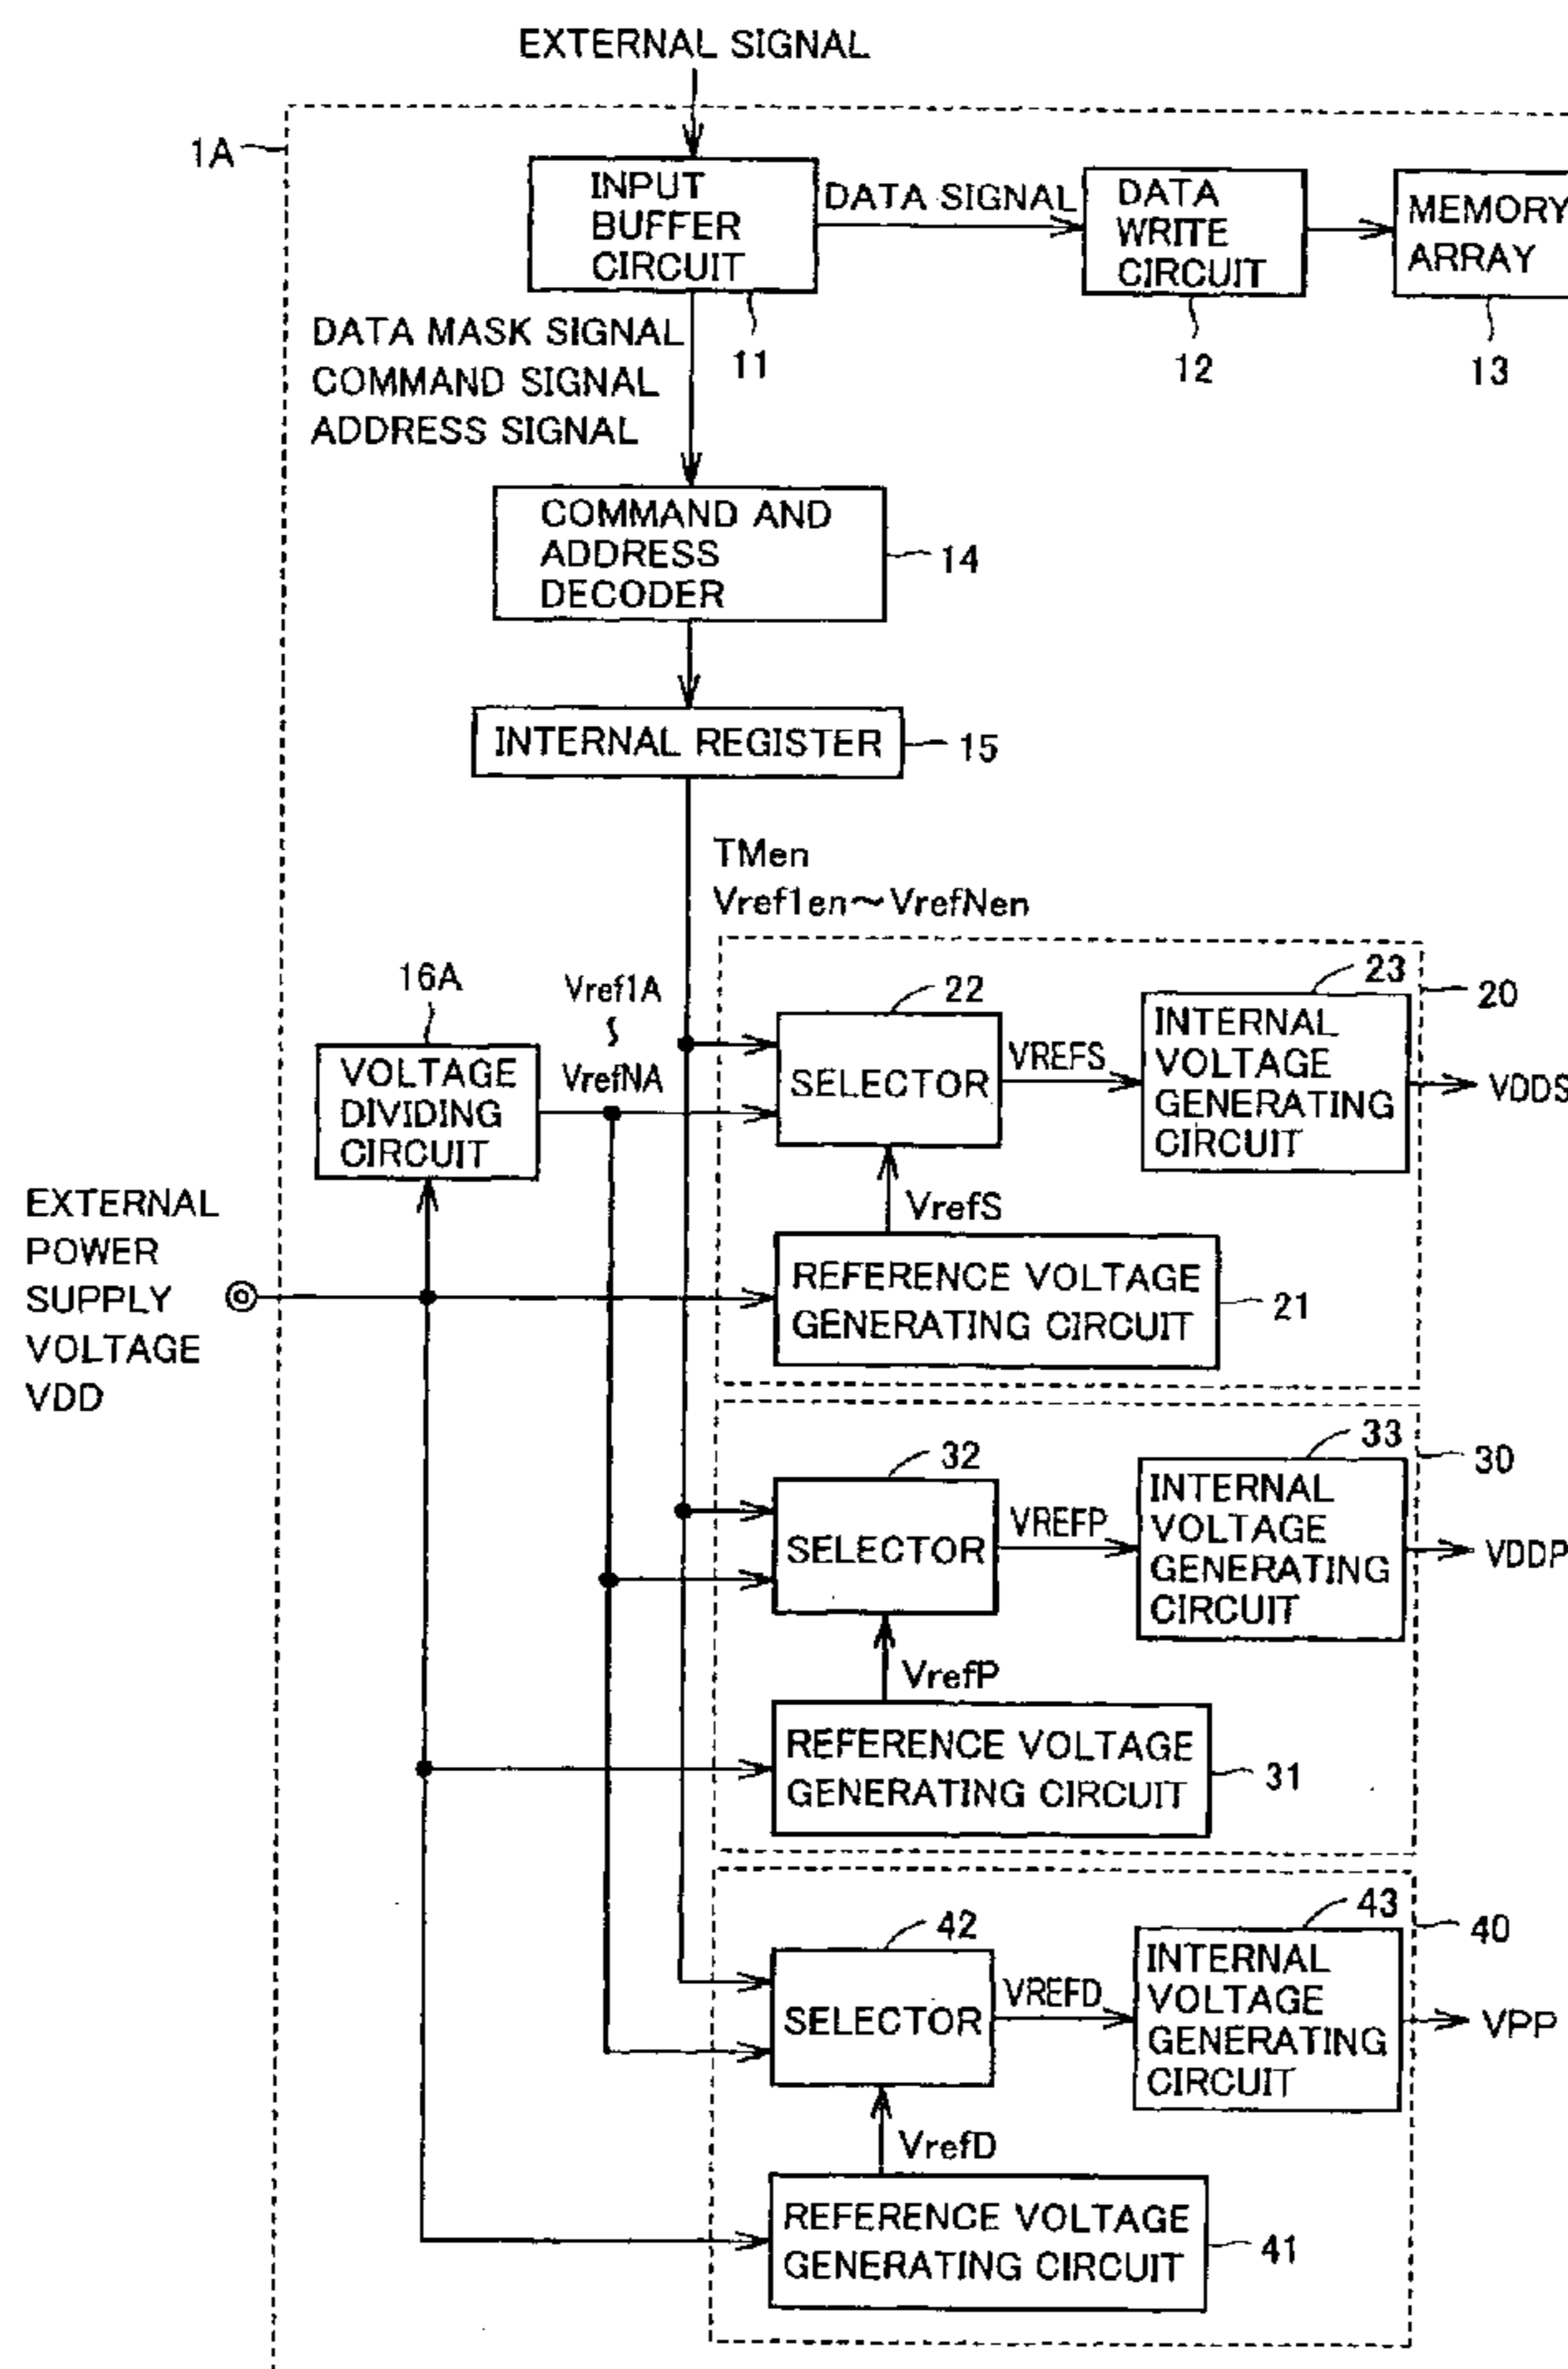 EXTERNAL SIGNAL
1A
INPUT
BUFFER
CIRCUIT
DATA SIGNAL
DATA
WRITE
CIRCUIT
MEMORY
ARRAY
11
12
13
DATA MASK SIGNAL
COMMAND SIGNAL
ADDRESS SIGNAL
COMMAND AND
ADDRESS
DECODER
14
INTERNAL REGISTER
15
TMen
Vref1en~VrefNen
16A
Vref1A
~
VrefNA
VOLTAGE
DIVIDING
CIRCUIT
22
SELECTOR
VREFS
23
INTERNAL
VOLTAGE
GENERATING
CIRCUIT
20
VDDS
EXTERNAL
POWER
SUPPLY
VOLTAGE
VDD
VrefS
REFERENCE VOLTAGE
GENERATING CIRCUIT
21
32
SELECTOR
VREFP
33
INTERNAL
VOLTAGE
GENERATING
CIRCUIT
30
VDDP
VrefP
REFERENCE VOLTAGE
GENERATING CIRCUIT
31
42
SELECTOR
VREFD
43
INTERNAL
VOLTAGE
GENERATING
CIRCUIT
40
VPP
VrefD
REFERENCE VOLTAGE
GENERATING CIRCUIT
41